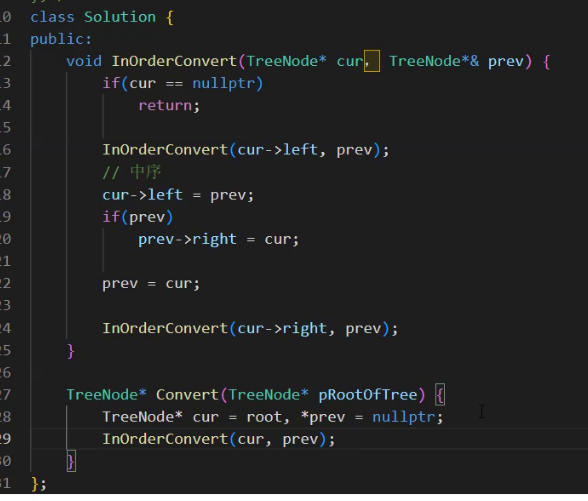 10 class Solution {
11 public:
12 void InOrderConvert(TreeNode* cur, TreeNode*& prev) {
13 if(cur == nullptr)
14 return;
15
16 InOrderConvert(cur->left, prev);
17 // 中序
18 cur->left = prev;
19 if(prev)
20 prev->right = cur;
21
22 prev = cur;
23
24 InOrderConvert(cur->right, prev);
25 }
26
27 TreeNode* Convert(TreeNode* pRootOfTree) {
28 TreeNode* cur = root, *prev = nullptr;
29 InOrderConvert(cur, prev);
30 }
31 };